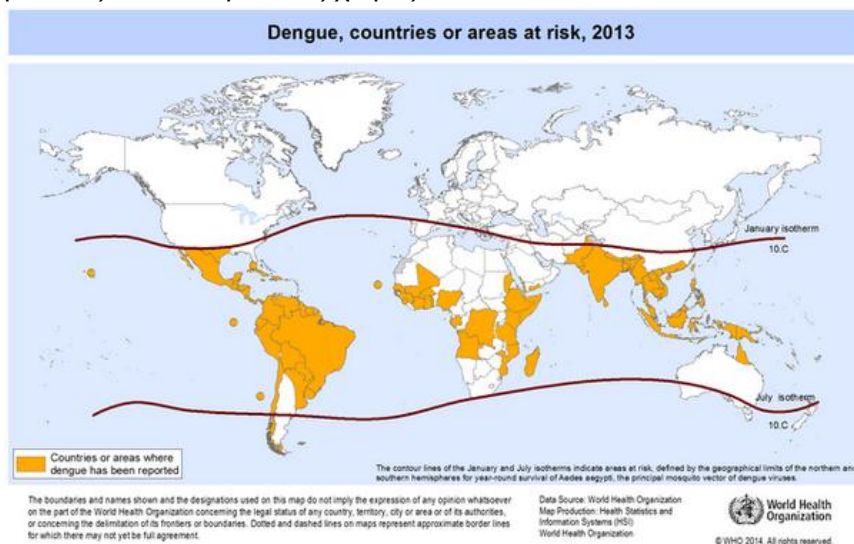 Dengue, countries or areas at risk, 2013
January isotherm
10.C
July isotherm
10.C
Countries or areas where
dengue has been reported
The contour lines of the January and July isotherms indicate areas at risk, defined by the geographical limits of the northern and
southern hemispheres for year-round survival of Aedes aegypti, the principal mosquito vector of dengue viruses.
The boundaries and names shown and the designations used on this map do not imply the expression of any opinion whatsoever
on the part of the World Health Organization concerning the legal status of any country, territory, city or area or of its authorities,
or concerning the delimitation of its frontiers or boundaries. Dotted and dashed lines on maps represent approximate border lines
for which there may not yet be full agreement.
Data Source: World Health Organization
Map Production: Health Statistics and
Information Systems (HSI)
World Health Organization
World Health
Organization
© WHO 2014. All rights reserved.